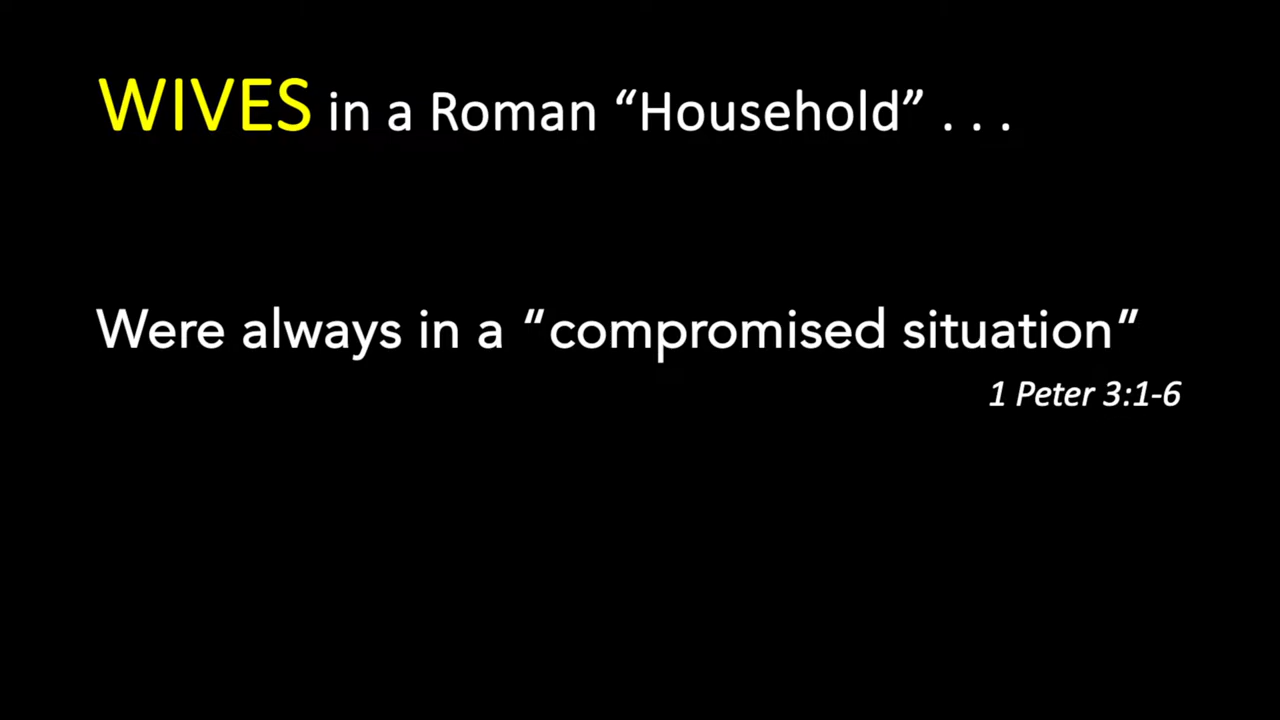 WIVES in a Roman “Household” . . .
Were always in a “compromised situation”
1 Peter 3:1-6